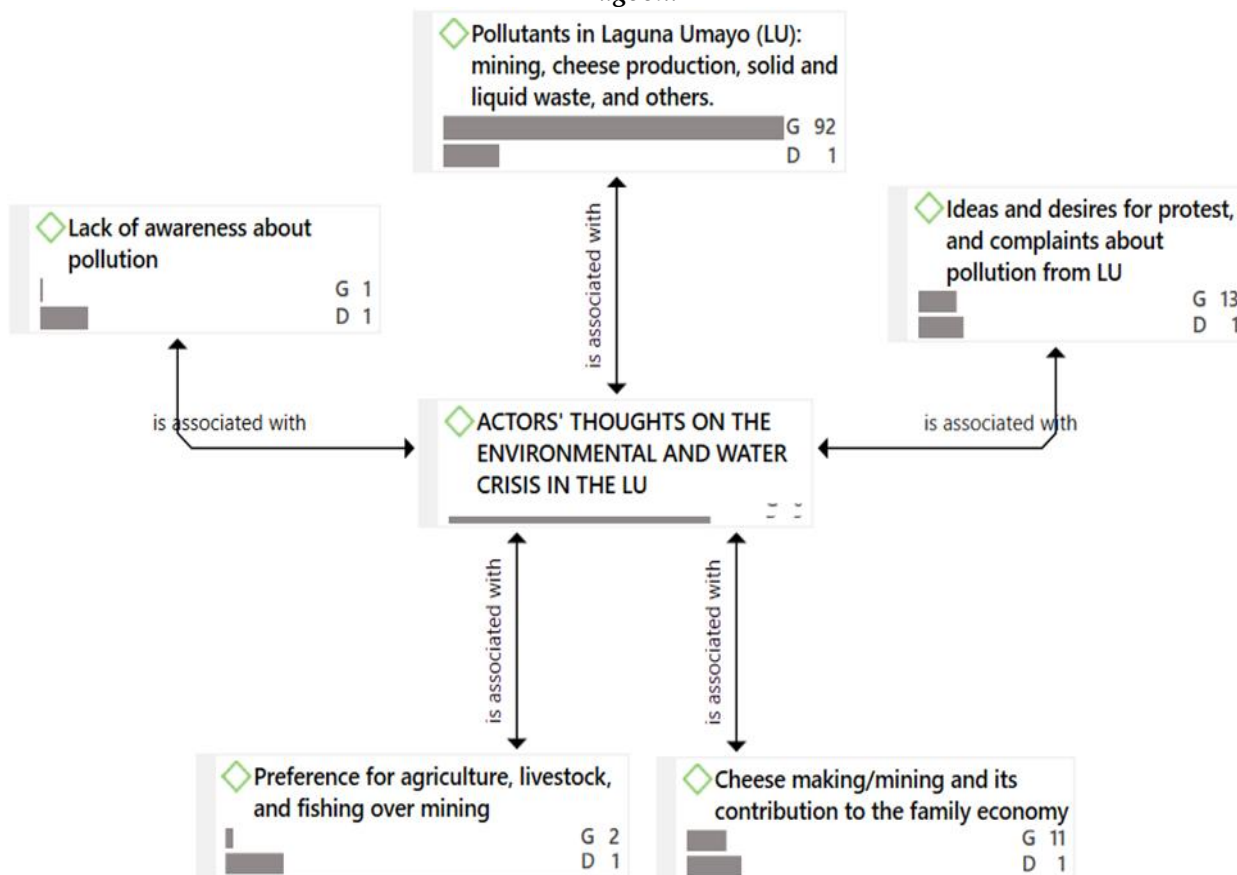 Pollutants in Laguna Umayo (LU):
mining, cheese production, solid and
liquid waste, and others.
G 92
D 1
is associated with
Lack of awareness about
pollution
G 1
D 1
is associated with
Ideas and desires for protest,
and complaints about
pollution from LU
G 13
D 1
is associated with
ACTORS' THOUGHTS ON THE
ENVIRONMENTAL AND WATER
CRISIS IN THE LU
is associated with
is associated with
Preference for agriculture, livestock,
and fishing over mining
G 2
D 1
Cheese making/mining and its
contribution to the family economy
G 11
D 1